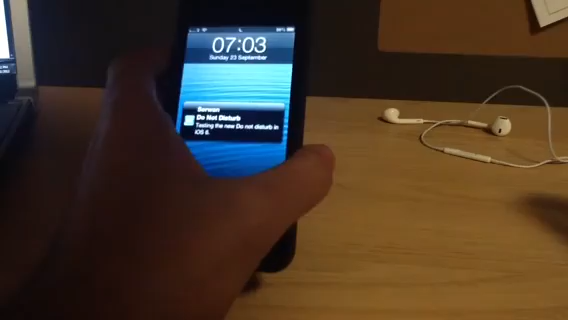 07:03
Sunday 23 September
Do Not Disturb
Testing the new Do not disturb in
iOS 6.